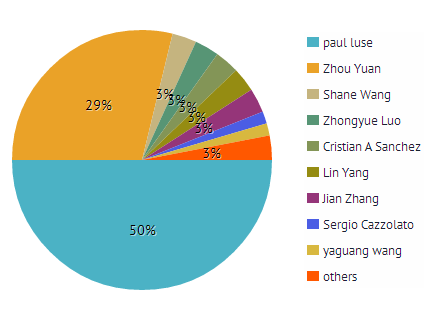 paul luse
Zhou Yuan
Shane Wang
Zhongyue Luo
Cristian A Sanchez
Lin Yang
Jian Zhang
Sergio Cazzolato
yaguang wang
others
29%
3%
3%
3%
3%
3%
3%
50%